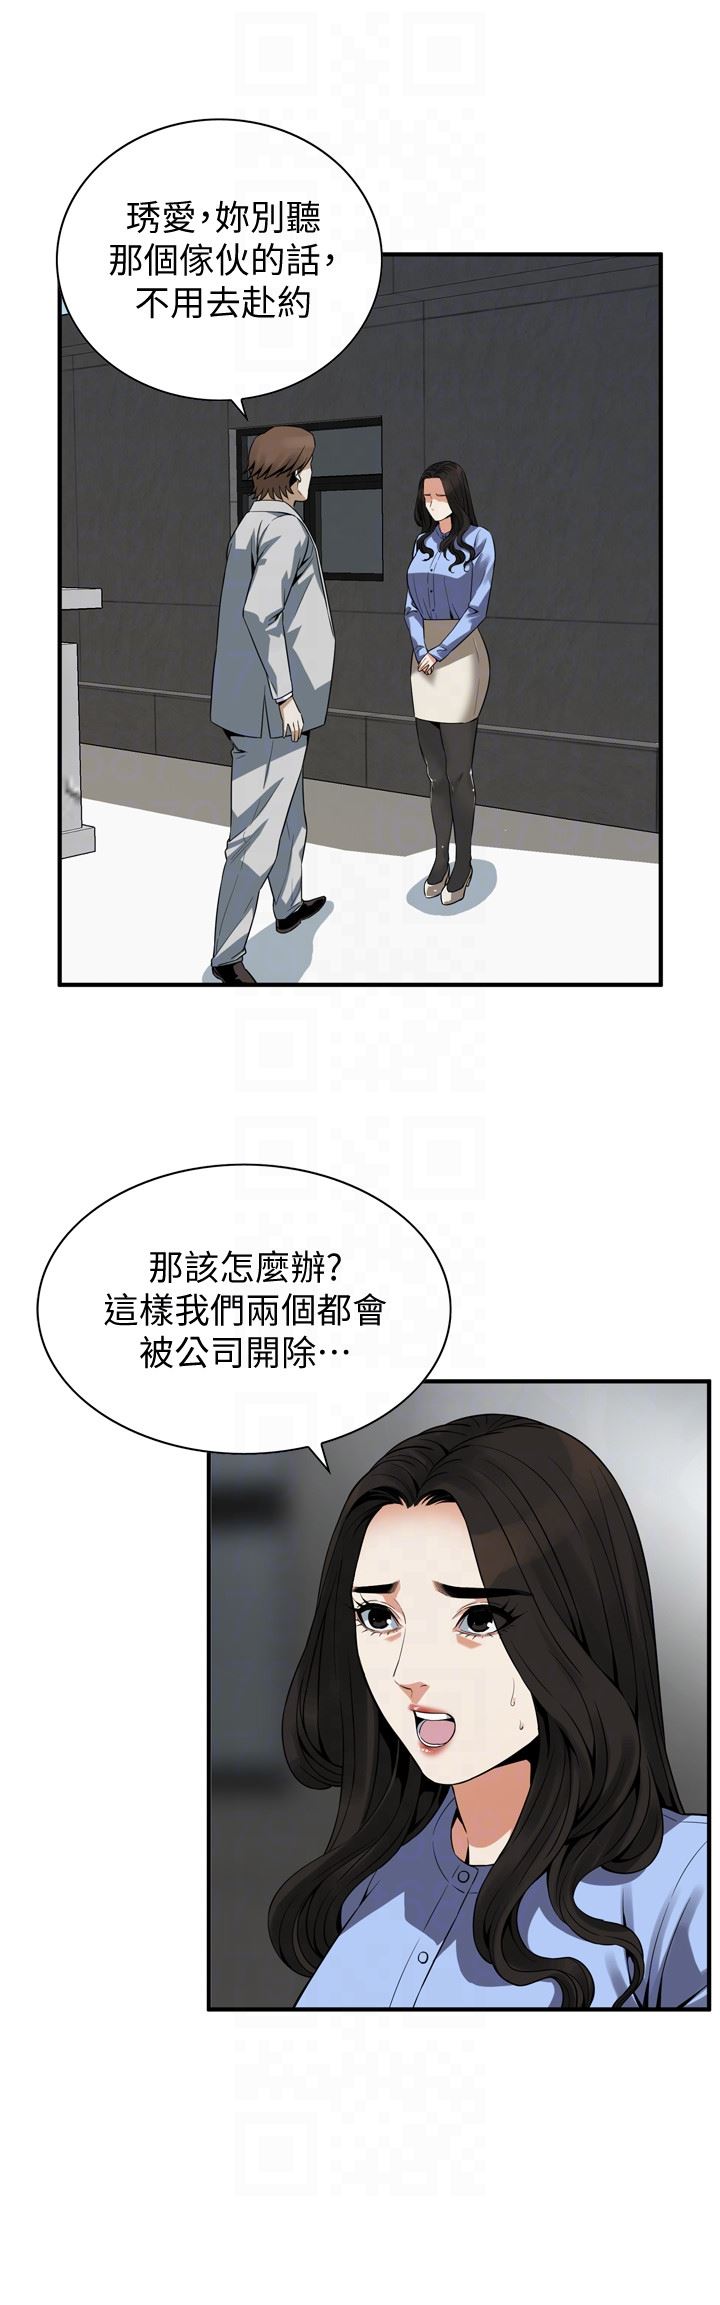 琇愛，妳別聽
那個傢伙的話，
不用去赴約
那該怎麼辦？
這樣我們兩個都會
被公司開除…